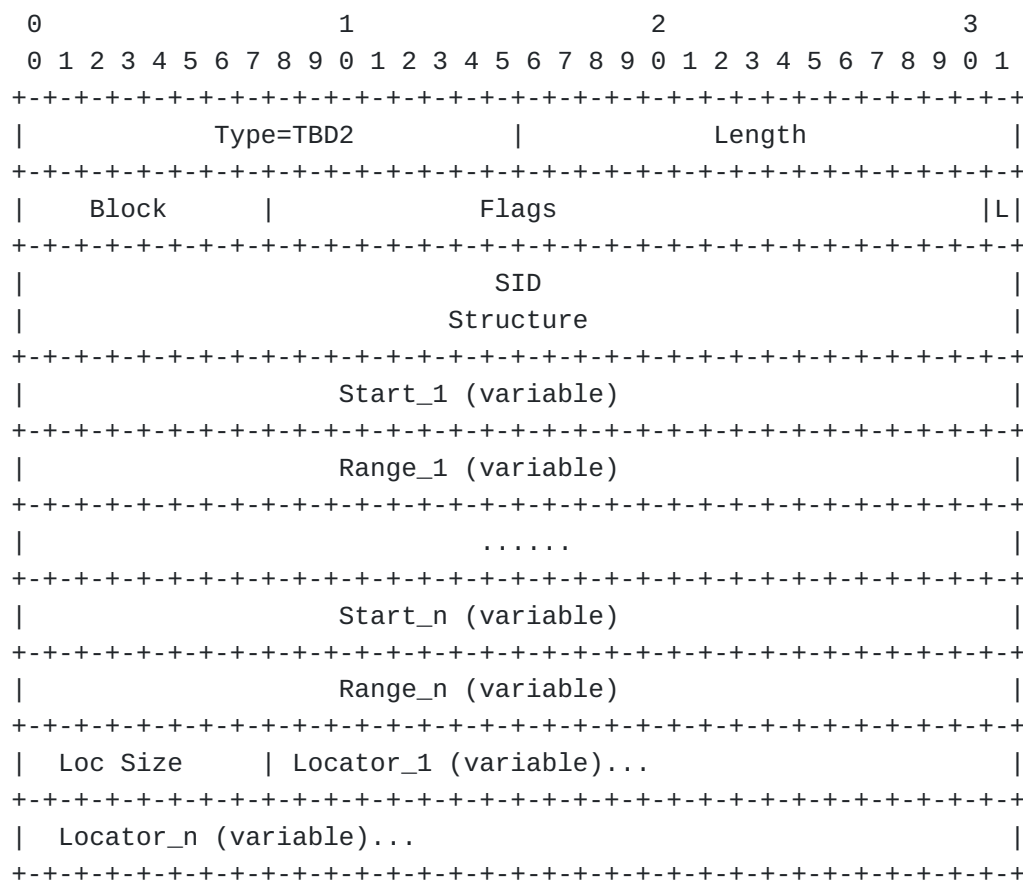 0                   1                   2                   3
 0 1 2 3 4 5 6 7 8 9 0 1 2 3 4 5 6 7 8 9 0 1 2 3 4 5 6 7 8 9 0 1
+-+-+-+-+-+-+-+-+-+-+-+-+-+-+-+-+-+-+-+-+-+-+-+-+-+-+-+-+-+-+-+-+
|            Type=TBD2          |            Length             |
+-+-+-+-+-+-+-+-+-+-+-+-+-+-+-+-+-+-+-+-+-+-+-+-+-+-+-+-+-+-+-+-+
|    Block      |             Flags                           |L|
+-+-+-+-+-+-+-+-+-+-+-+-+-+-+-+-+-+-+-+-+-+-+-+-+-+-+-+-+-+-+-+-+
|                              SID                              |
|                           Structure                           |
+-+-+-+-+-+-+-+-+-+-+-+-+-+-+-+-+-+-+-+-+-+-+-+-+-+-+-+-+-+-+-+-+
|                    Start_1 (variable)                         |
+-+-+-+-+-+-+-+-+-+-+-+-+-+-+-+-+-+-+-+-+-+-+-+-+-+-+-+-+-+-+-+-+
|                    Range_1 (variable)                         |
+-+-+-+-+-+-+-+-+-+-+-+-+-+-+-+-+-+-+-+-+-+-+-+-+-+-+-+-+-+-+-+-+
|                             ......                            |
+-+-+-+-+-+-+-+-+-+-+-+-+-+-+-+-+-+-+-+-+-+-+-+-+-+-+-+-+-+-+-+-+
|                    Start_n (variable)                         |
+-+-+-+-+-+-+-+-+-+-+-+-+-+-+-+-+-+-+-+-+-+-+-+-+-+-+-+-+-+-+-+-+
|                    Range_n (variable)                         |
+-+-+-+-+-+-+-+-+-+-+-+-+-+-+-+-+-+-+-+-+-+-+-+-+-+-+-+-+-+-+-+-+
|  Loc Size     | Locator_1 (variable)...                       |
+-+-+-+-+-+-+-+-+-+-+-+-+-+-+-+-+-+-+-+-+-+-+-+-+-+-+-+-+-+-+-+-+
|  Locator_n (variable)...                                      |
+-+-+-+-+-+-+-+-+-+-+-+-+-+-+-+-+-+-+-+-+-+-+-+-+-+-+-+-+-+-+-+-+